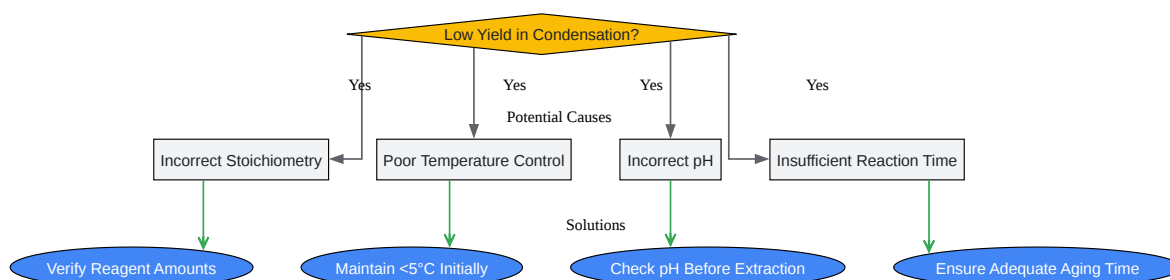 Low Yield in Condensation?
Yes
Yes
Yes
Yes
Potential Causes
Incorrect Stoichiometry
Poor Temperature Control
Incorrect pH
Insufficient Reaction Time
Solutions
Verify Reagent Amounts
Maintain <5°C Initially
Check pH Before Extraction
Ensure Adequate Aging Time